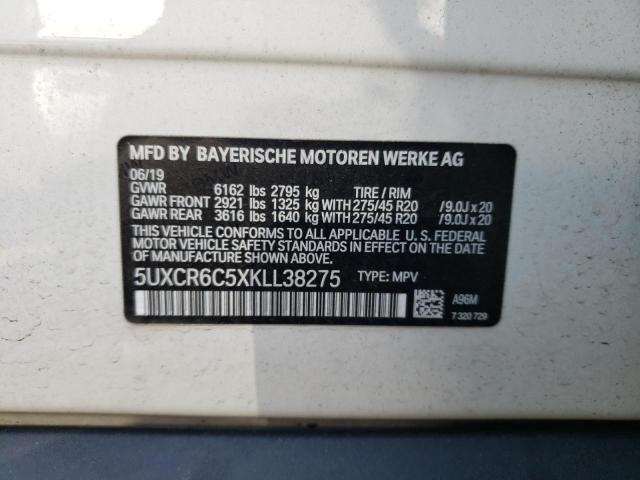 MFD BY BAYERISCHE MOTOREN WERKE AG
06/19
GVWR 6162 lbs 2795 kg TIRE / RIM
GAWR FRONT 2921 lbs 1325 kg WITH 275/45 R20 /9.0J x 20
GAWR REAR 3616 lbs 1640 kg WITH 275/45 R20 /9.0J x 20
THIS VEHICLE CONFORMS TO ALL APPLICABLE U. S. FEDERAL
MOTOR VEHICLE SAFETY STANDARDS IN EFFECT ON THE DATE
OF MANUFACTURE SHOWN ABOVE.
5UXCR6C5XKLL38275 TYPE: MPV
A96M
7 320 729